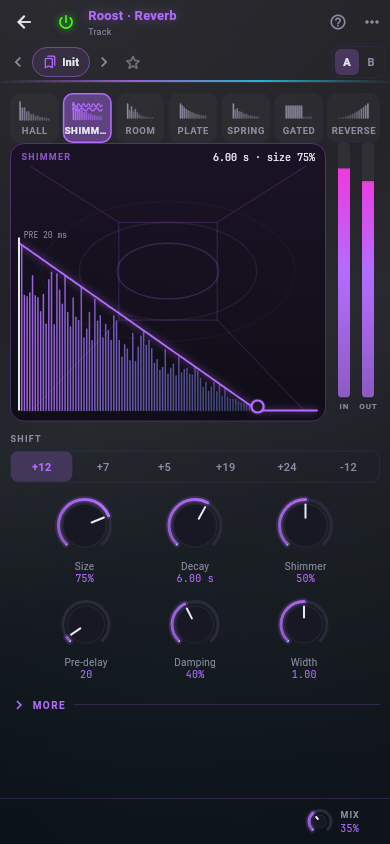 Roost · Reverb
Track
Init
A B
HALL SHIMM… ROOM PLATE SPRING GATED REVERSE
SHIMMER 6.00 s · size 75%
PRE 20 ms
IN OUT
SHIFT
+12 +7 +5 +19 +24 -12
Size Decay Shimmer
75% 6.00 s 50%
Pre-delay Damping Width
20 40% 1.00
MORE
MIX
35%